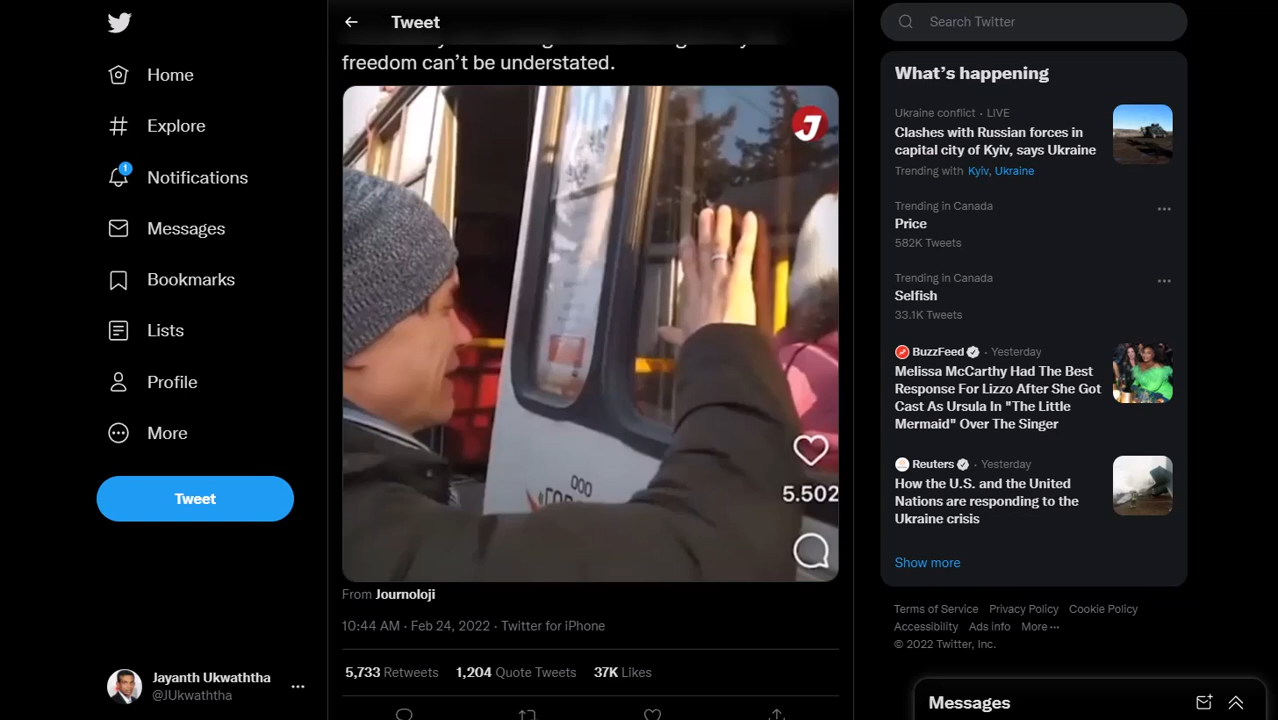 Home
Explore
1
Notifications
Messages
Bookmarks
Lists
Profile
More
Tweet
Jayanth Ukwaththa
@JUkwaththa
Tweet
freedom can’t be understated.
J
5.502
ООО
From Journoloji
10:44 AM · Feb 24, 2022 · Twitter for iPhone
5,733 Retweets 1,204 Quote Tweets 37K Likes
Search Twitter
What’s happening
Ukraine conflict · LIVE
Clashes with Russian forces in
capital city of Kyiv, says Ukraine
Trending with Kyiv, Ukraine
Trending in Canada
Price
582K Tweets
Trending in Canada
Selfish
33.1K Tweets
BuzzFeed · Yesterday
Melissa McCarthy Had The Best
Response For Lizzo After She Got
Cast As Ursula In "The Little
Mermaid" Over The Singer
Reuters · Yesterday
How the U.S. and the United
Nations are responding to the
Ukraine crisis
Show more
Terms of Service Privacy Policy Cookie Policy
Accessibility Ads info More ···
© 2022 Twitter, Inc.
Messages